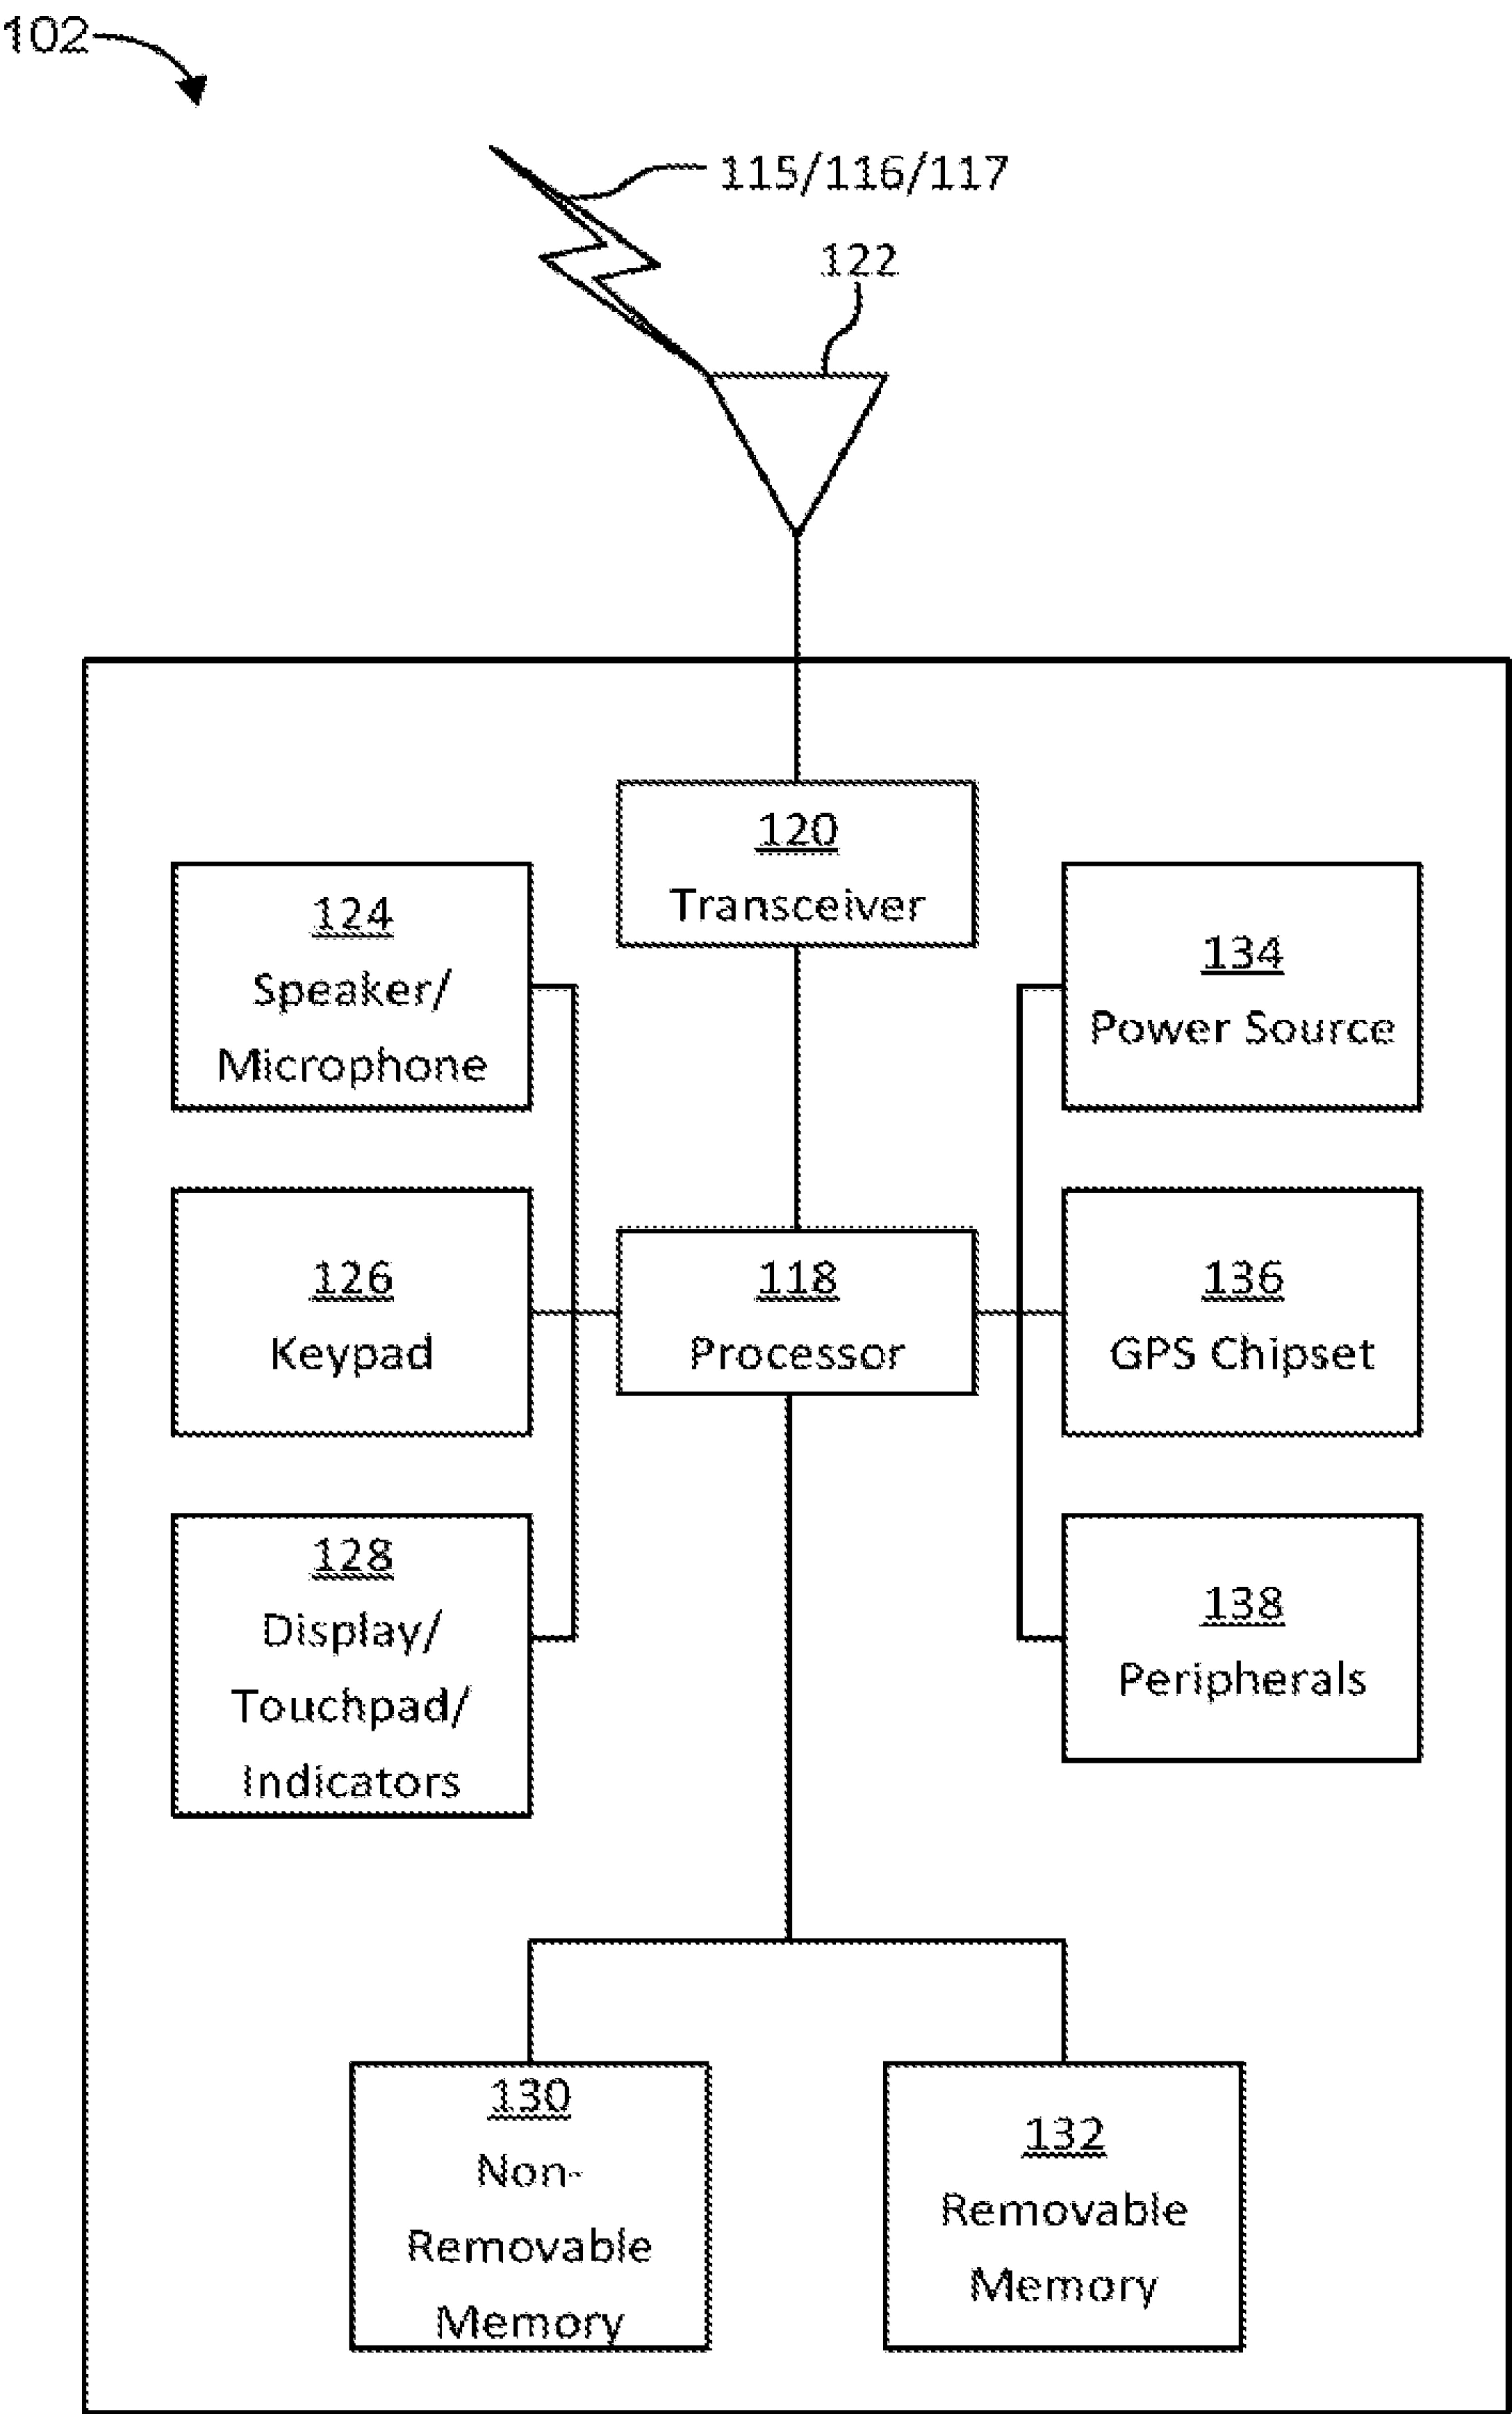 102
115/116/117
122
120
Transceiver
124
Speaker/
Microphone
134
Power Source
126
Keypad
118
Processor
136
GPS Chipset
128
Display/
Touchpad/
Indicators
138
Peripherals
130
Non-
Removable
Memory
132
Removable
Memory